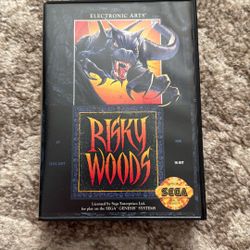 ELECTRONIC ARTS®
RISKY
WOODS
SEGA
Licensed by Sega Enterprises Ltd.
for play on the SEGA™ GENESIS™ SYSTEM